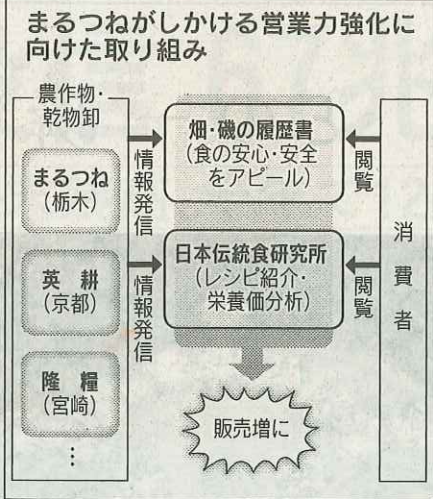 まるつねがしかける営業力強化に
向けた取り組み
農作物・
乾物卸
まるつね
(栃木)
英耕
(京都)
隆糧
(宮崎)
⋮
情報発信
情報発信
畑・磯の履歴書
(食の安心・安全
をアピール)
日本伝統食研究所
(レシピ紹介・
栄養価分析)
販売増に
閲覧
閲覧
消費者